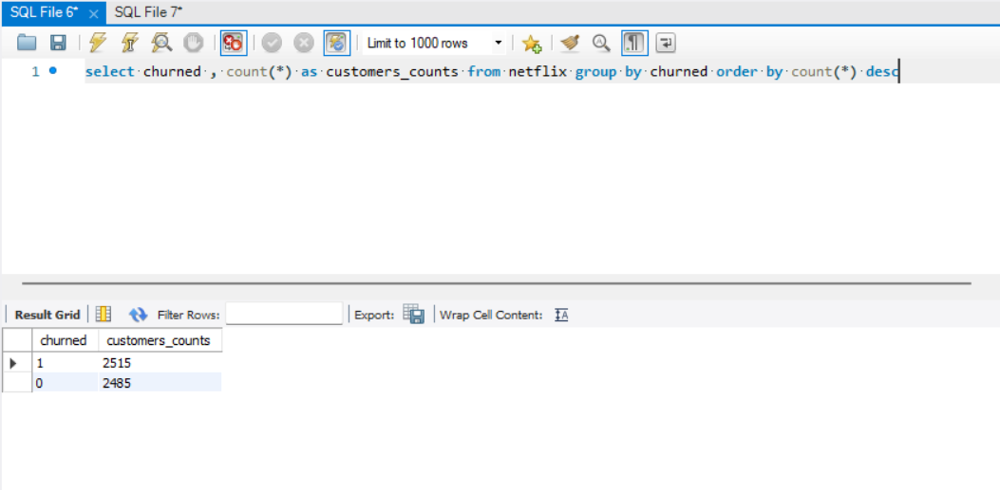 SQL File 6* SQL File 7*
Limit to 1000 rows
1 select churned , count(*) as customers_counts from netflix group by churned order by count(*) desc
Result Grid Filter Rows: Export: Wrap Cell Content:
churned customers_counts
1 2515
0 2485